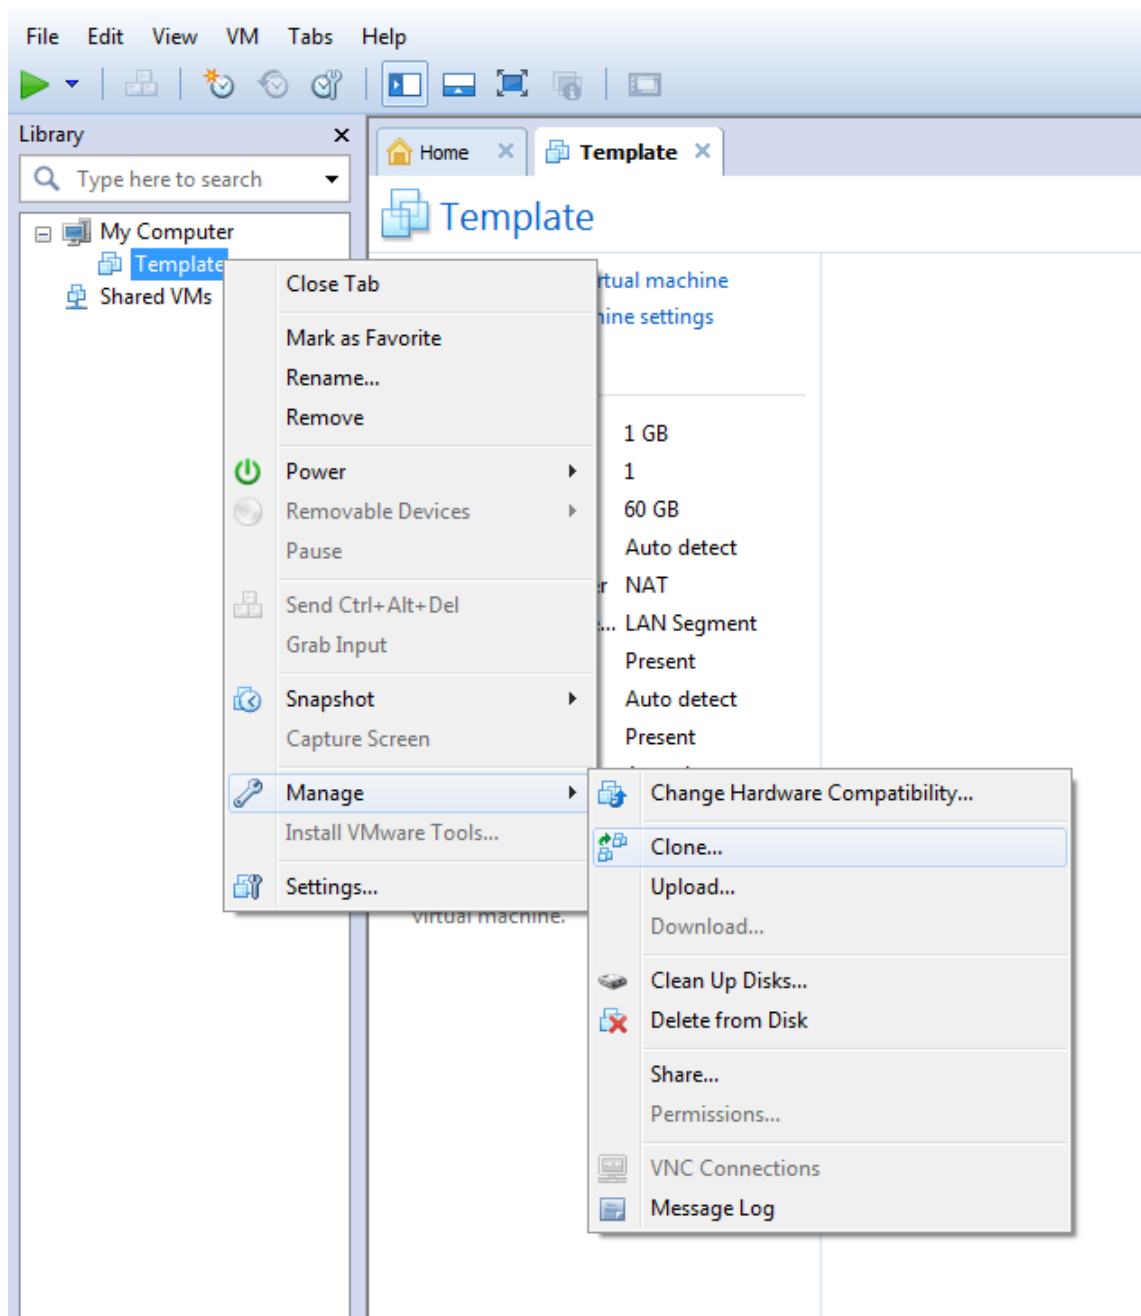 File Edit View VM Tabs Help
Library
Type here to search
My Computer
Template
Shared VMs
Home
Template
Template
virtual machine
settings
1 GB
1
60 GB
Auto detect
NAT
LAN Segment
Present
Auto detect
Present
virtual machine.
Close Tab
Mark as Favorite
Rename...
Remove
Power
Removable Devices
Pause
Send Ctrl+Alt+Del
Grab Input
Snapshot
Capture Screen
Manage
Install VMware Tools...
Settings...
Change Hardware Compatibility...
Clone...
Upload...
Download...
Clean Up Disks...
Delete from Disk
Share...
Permissions...
VNC Connections
Message Log